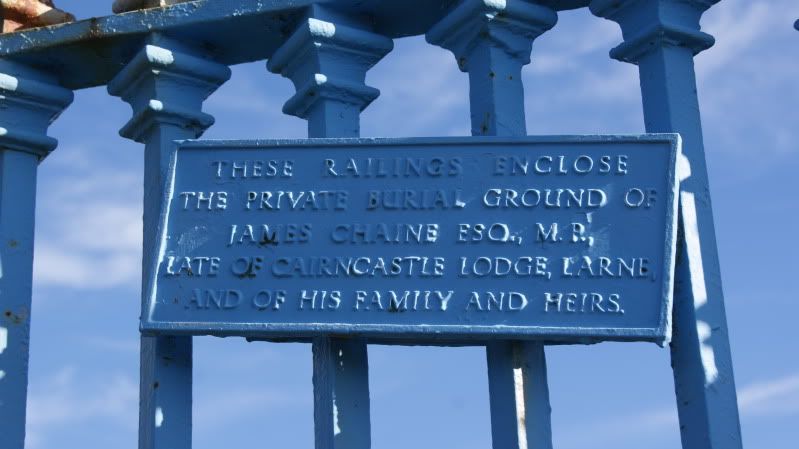 THESE RAILINGS ENCLOSE
THE PRIVATE BURIAL GROUND OF
JAMES CHAINE ESQ., M.P.,
LATE OF CAIRNCASTLE LODGE, LARNE,
AND OF HIS FAMILY AND HEIRS.